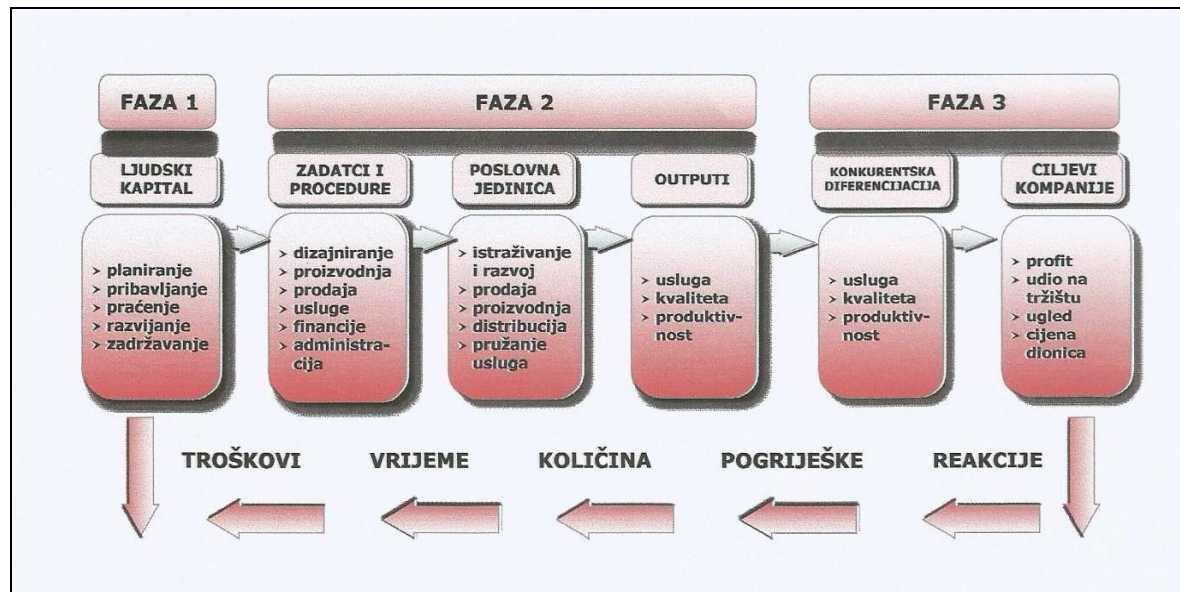 FAZA 1
FAZA 2
FAZA 3
LJUDSKI
KAPITAL
ZADATCI I
PROCEDURE
POSLOVNA
JEDINICA
OUTPUTI
KONKURENTSKA
DIFERENCIJACIJA
CILJEVI
KOMPANIJE
> planiranje
> pribavljanje
> praćenje
> razvijanje
> zadržavanje
> dizajniranje
> proizvodnja
> prodaja
> usluge
> financije
> administra-
cija
> istraživanje
i razvoj
> prodaja
> proizvodnja
> distribucija
> pružanje
usluga
> usluga
> kvaliteta
> produktiv-
nost
> usluga
> kvaliteta
> produktiv-
nost
> profit
> udio na
tržištu
> ugled
> cijena
dionica
TROŠKOVI
VRIJEME
KOLIČINA
POGRIJEŠKE
REAKCIJE